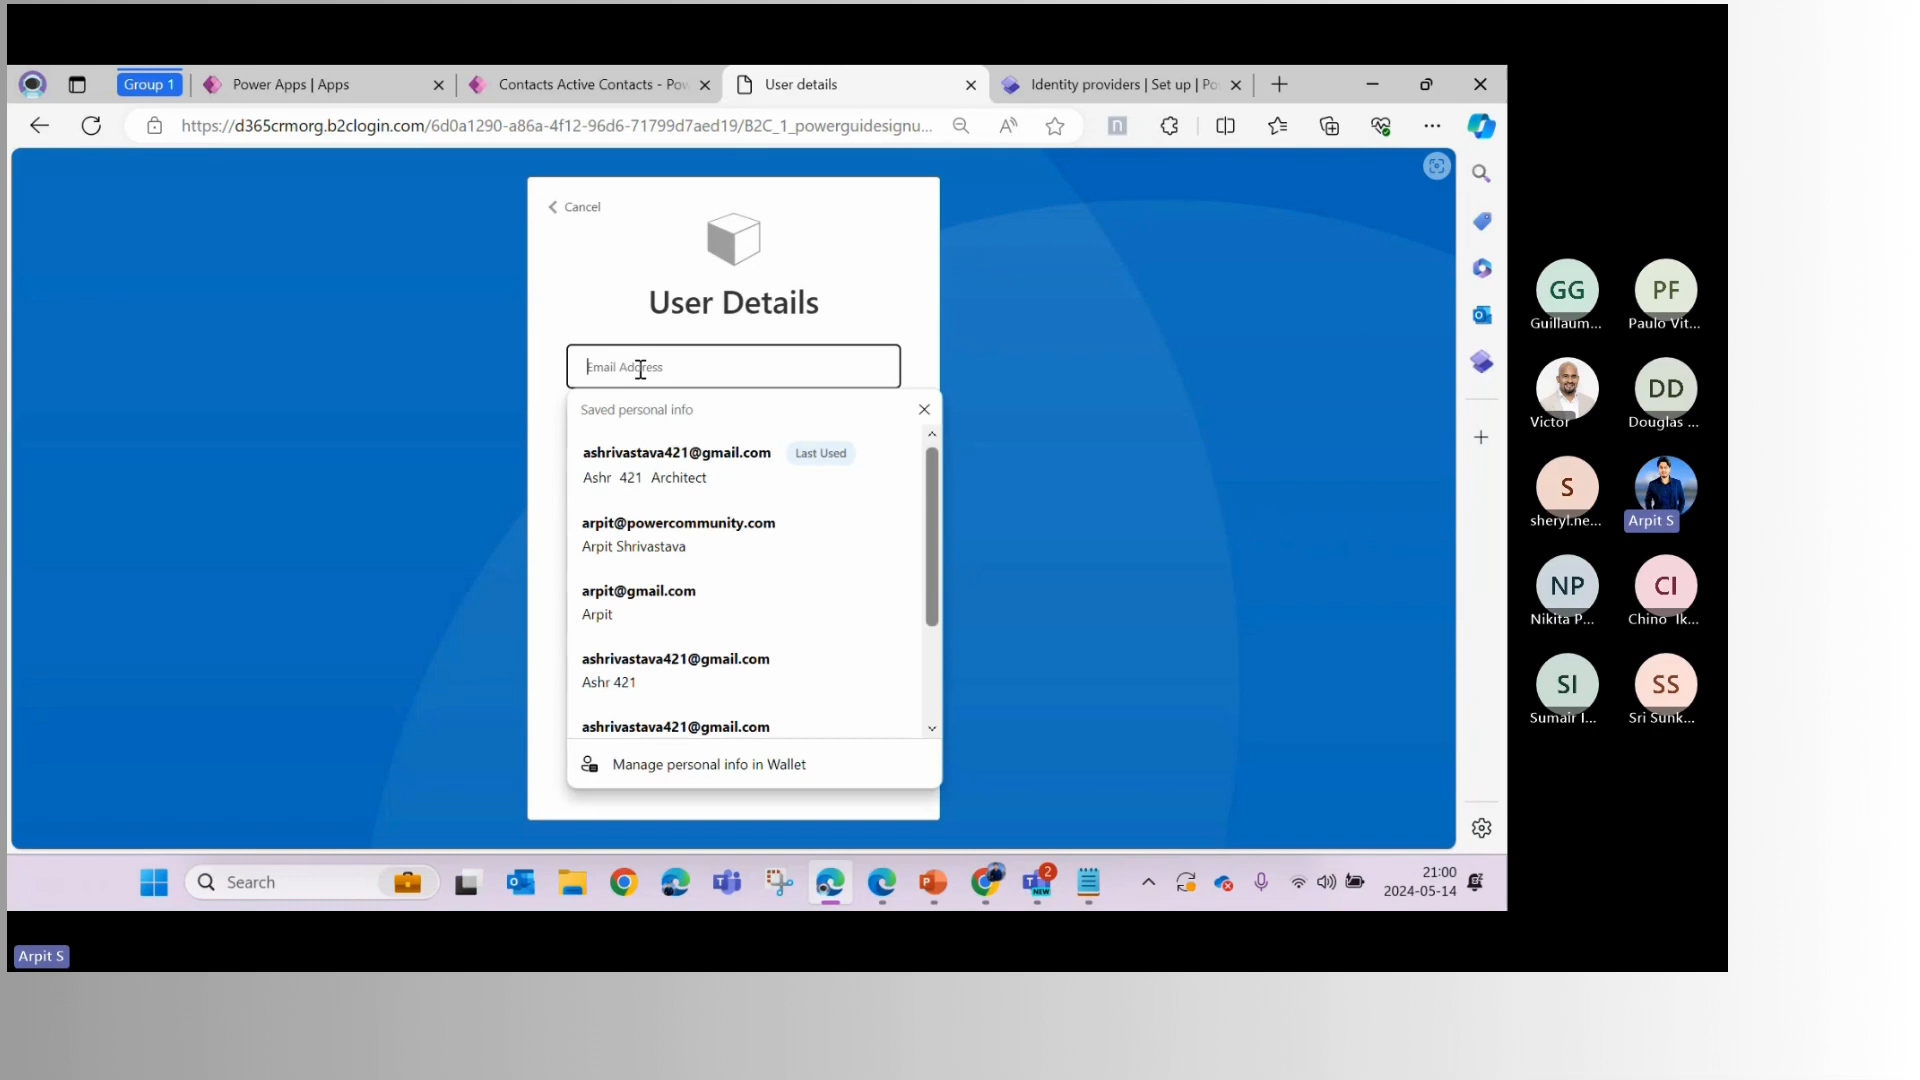 Group 1
Power Apps | Apps
Contacts Active Contacts - Pow
User details
Identity providers | Set up | Po
https://d365crmorg.b2clogin.com/6d0a1290-a86a-4f12-96d6-71799d7aed19/B2C_1_powerguidesignu...
Cancel
User Details
Email Address
Saved personal info
ashrivastava421@gmail.com Last Used
Ashr 421 Architect
arpit@powercommunity.com
Arpit Shrivastava
arpit@gmail.com
Arpit
ashrivastava421@gmail.com
Ashr 421
ashrivastava421@gmail.com
Manage personal info in Wallet
GG
Guillaum...
PF
Paulo Vit...
Victor
DD
Douglas ...
S
sheryl.ne...
Arpit S
NP
Nikita P...
CI
Chino Ik...
SI
Sumair I...
SS
Sri Sunk...
Search
2
NEW
21:00
2024-05-14
Arpit S